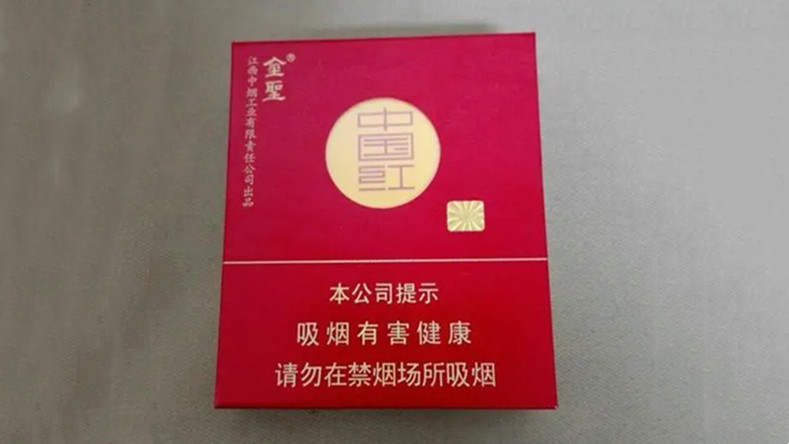 金聖®
江西中烟工业有限责任公司出品
中国红
本公司提示
吸烟有害健康
请勿在禁烟场所吸烟